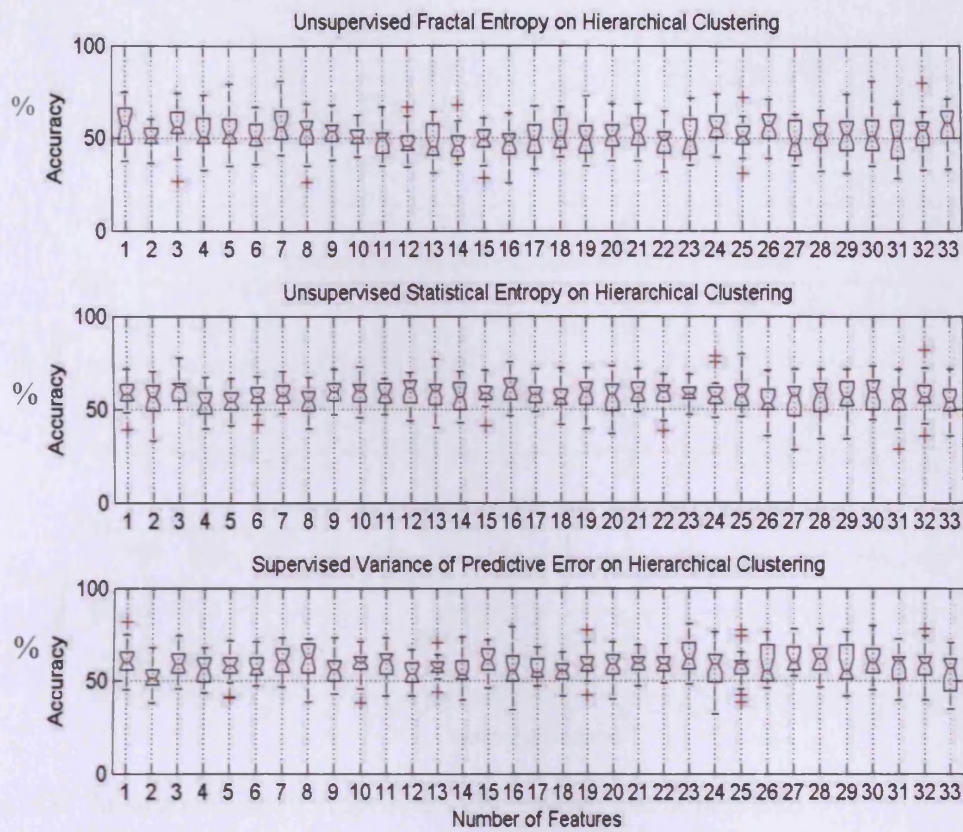 Unsupervised Fractal Entropy on Hierarchical Clustering
100
50
0
%
Accuracy
1 2 3 4 5 6 7 8 9 10 11 12 13 14 15 16 17 18 19 20 21 22 23 24 25 26 27 28 29 30 31 32 33
Unsupervised Statistical Entropy on Hierarchical Clustering
100
50
0
%
Accuracy
1 2 3 4 5 6 7 8 9 10 11 12 13 14 15 16 17 18 19 20 21 22 23 24 25 26 27 28 29 30 31 32 33
Supervised Variance of Predictive Error on Hierarchical Clustering
100
50
0
%
Accuracy
1 2 3 4 5 6 7 8 9 10 11 12 13 14 15 16 17 18 19 20 21 22 23 24 25 26 27 28 29 30 31 32 33
Number of Features